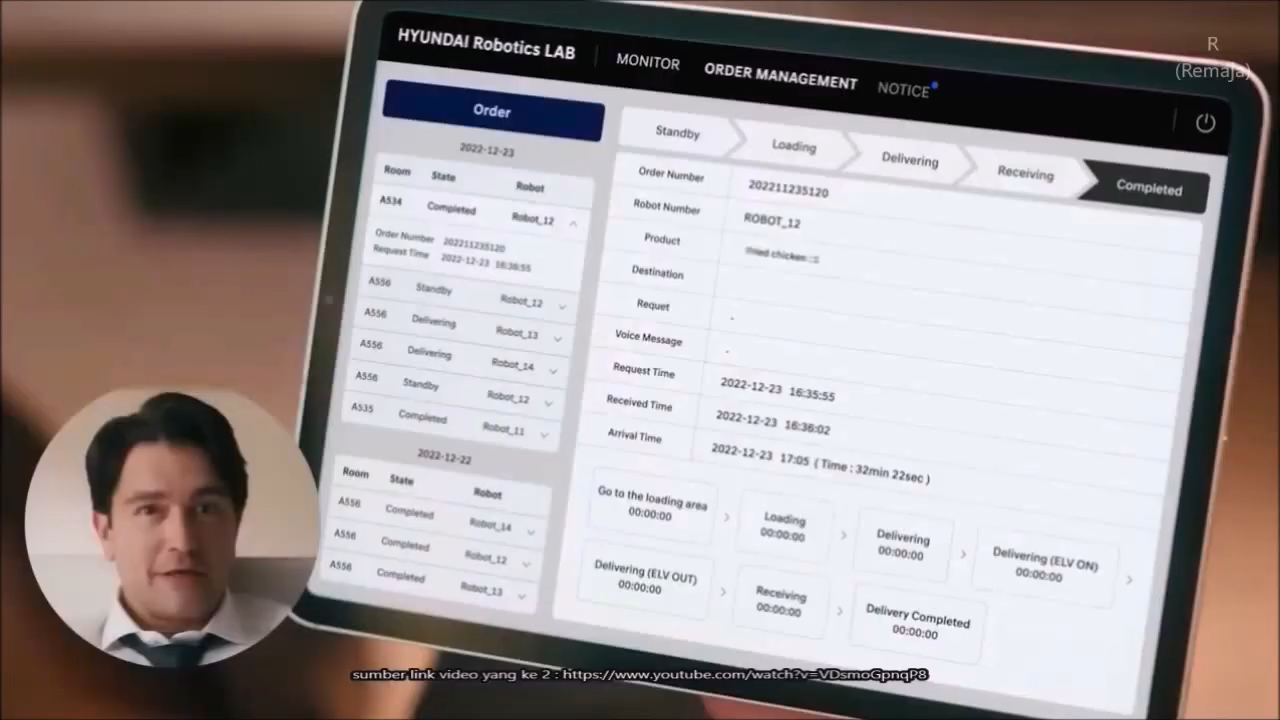 HYUNDAI Robotics LAB
MONITOR
ORDER MANAGEMENT
NOTICE
R
(Remaja)
Order
2022-12-23
Room State Robot
A534 Completed Robot_12
Order Number 202211235120
Request Time 2022-12-23 16:36:55
A556 Standby Robot_12
A556 Delivering Robot_13
A556 Delivering Robot_14
A556 Standby Robot_12
A535 Completed Robot_11
2022-12-22
Room State Robot
A556 Completed Robot_14
A556 Completed Robot_12
A556 Completed Robot_13
Standby
Loading
Delivering
Receiving
Completed
Order Number 202211235120
Robot Number ROBOT_12
Product chicken
Destination
Requet -
Voice Message -
Request Time 2022-12-23 16:35:55
Received Time 2022-12-23 16:36:02
Arrival Time 2022-12-23 17:05 ( Time : 32min 22sec )
Go to the loading area
00:00:00
Loading
00:00:00
Delivering
00:00:00
Delivering (ELV ON)
00:00:00
Delivering (ELV OUT)
00:00:00
Receiving
00:00:00
Delivery Completed
00:00:00
sumber link video yang ke 2 : https://www.youtube.com/watch?v=VDsmoGpnqP8